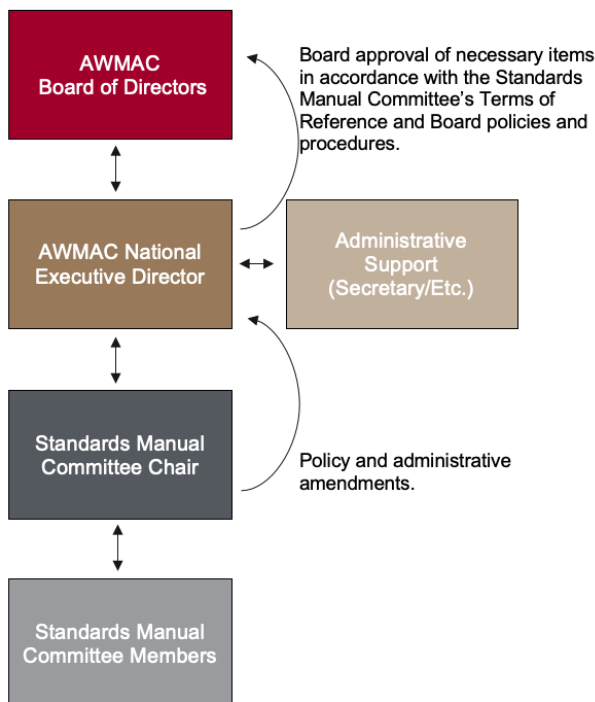 AWMAC
Board of Directors
Board approval of necessary items
in accordance with the Standards
Manual Committee's Terms of
Reference and Board policies and
procedures.
AWMAC National
Executive Director
Administrative
Support
(Secretary/Etc.)
Standards Manual
Committee Chair
Policy and administrative
amendments.
Standards Manual
Committee Members